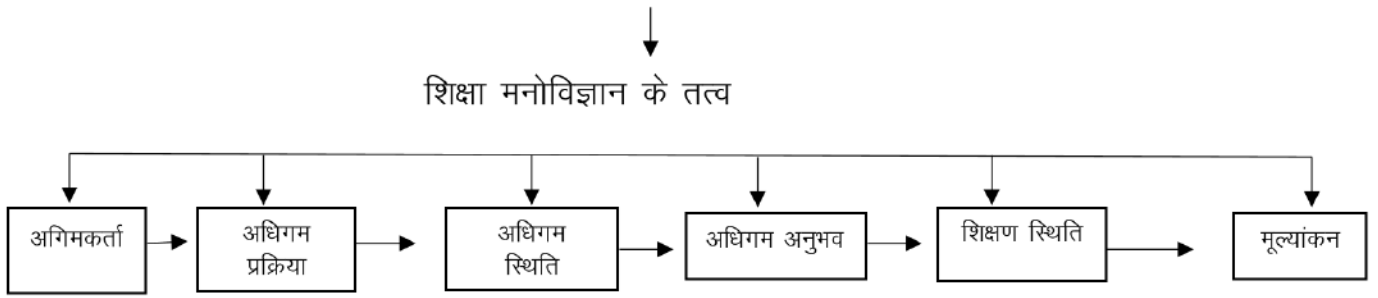 शिक्षा मनोविज्ञान के तत्व
अगिमकर्ता
अधिगम
प्रक्रिया
अधिगम
स्थिति
अधिगम अनुभव
शिक्षण स्थिति
मूल्यांकन